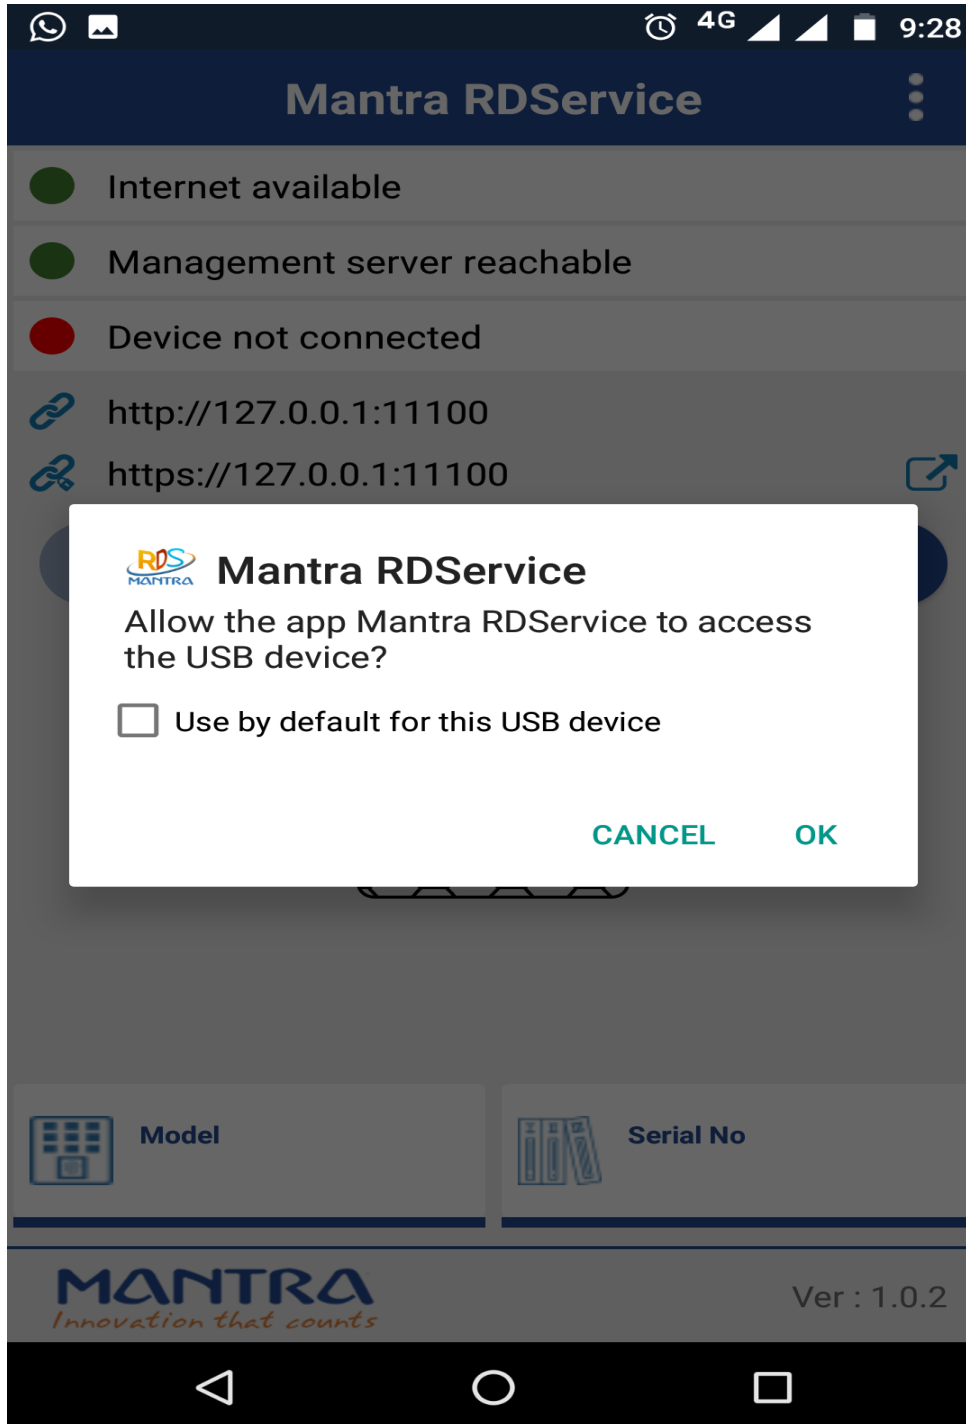 4G 9:28
Mantra RDService
Internet available
Management server reachable
Device not connected
http://127.0.0.1:11100
https://127.0.0.1:11100
RDS
MANTRA
Mantra RDService
Allow the app Mantra RDService to access
the USB device?
Use by default for this USB device
CANCEL OK
Model
Serial No
MANTRA
Innovation that counts
Ver : 1.0.2